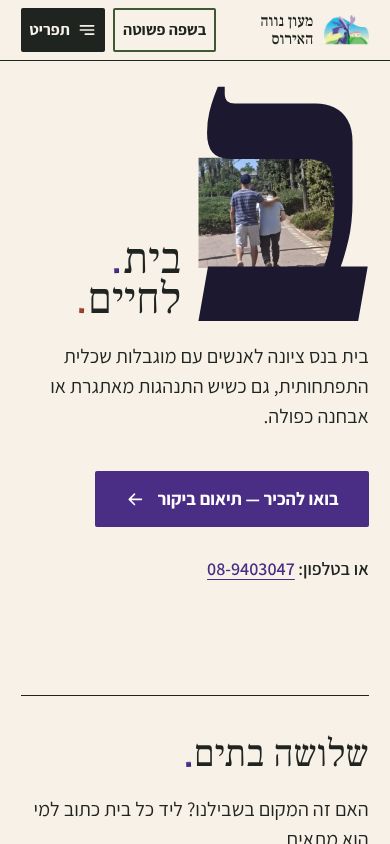 מעון נווה
האירוס
בשפה פשוטה
תפריט
ב
בית.
לחיים.
בית בנס ציונה לאנשים עם מוגבלות שכלית
התפתחותית, גם כשיש התנהגות מאתגרת או
אבחנה כפולה.
בואו להכיר — תיאום ביקור ←
או בטלפון: 08-9403047
שלושה בתים.
האם זה המקום בשבילנו? ליד כל בית כתוב למי
הוא מתאים